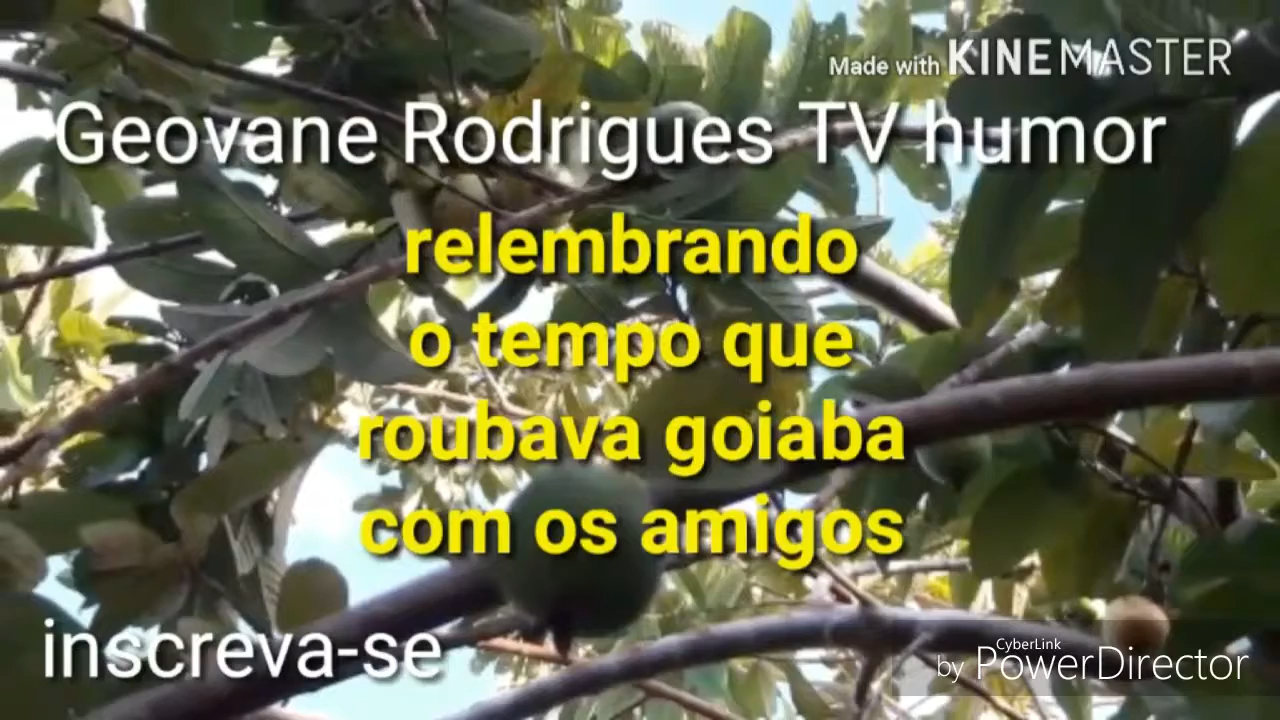 Made with KINEMASTER
Geovane Rodrigues TV humor
relembrando
o tempo que
roubava goiaba
com os amigos
inscreva-se
CyberLink
by PowerDirector